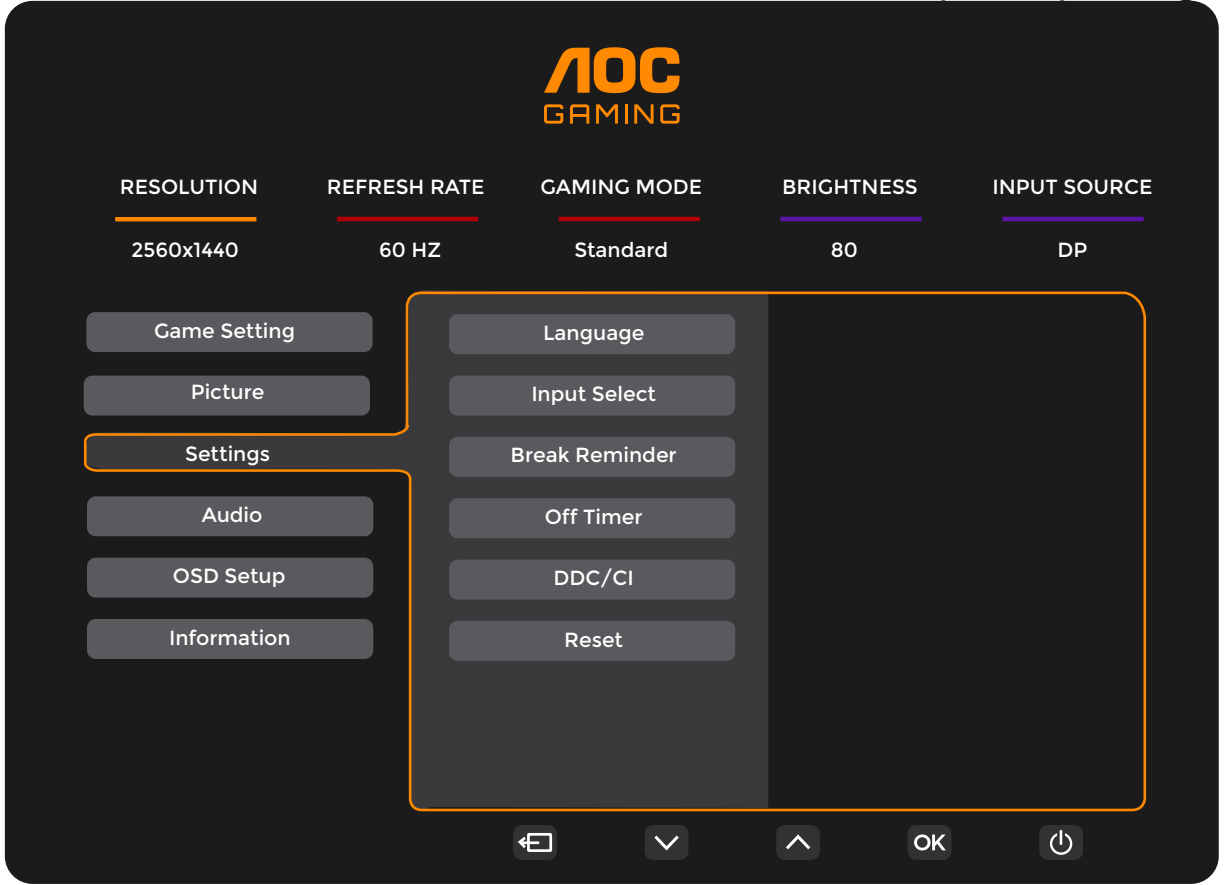 AOC
GAMING
RESOLUTION REFRESH RATE GAMING MODE BRIGHTNESS INPUT SOURCE
2560x1440 60 HZ Standard 80 DP
Game Setting
Picture
Settings
Audio
OSD Setup
Information
Language
Input Select
Break Reminder
Off Timer
DDC/CI
Reset
OK